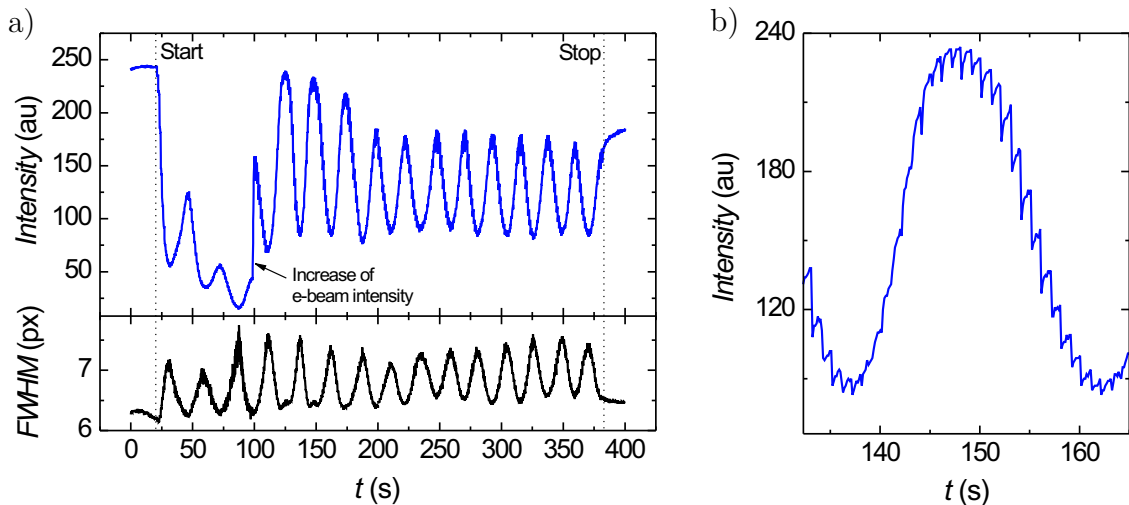 a)
Start
Stop
250
200
150
100
50
Intensity (au)
Increase of
e-beam intensity
7
6
FWHM (px)
0 50 100 150 200 250 300 350 400
t (s)
b)
240
180
120
Intensity (au)
140 150 160
t (s)